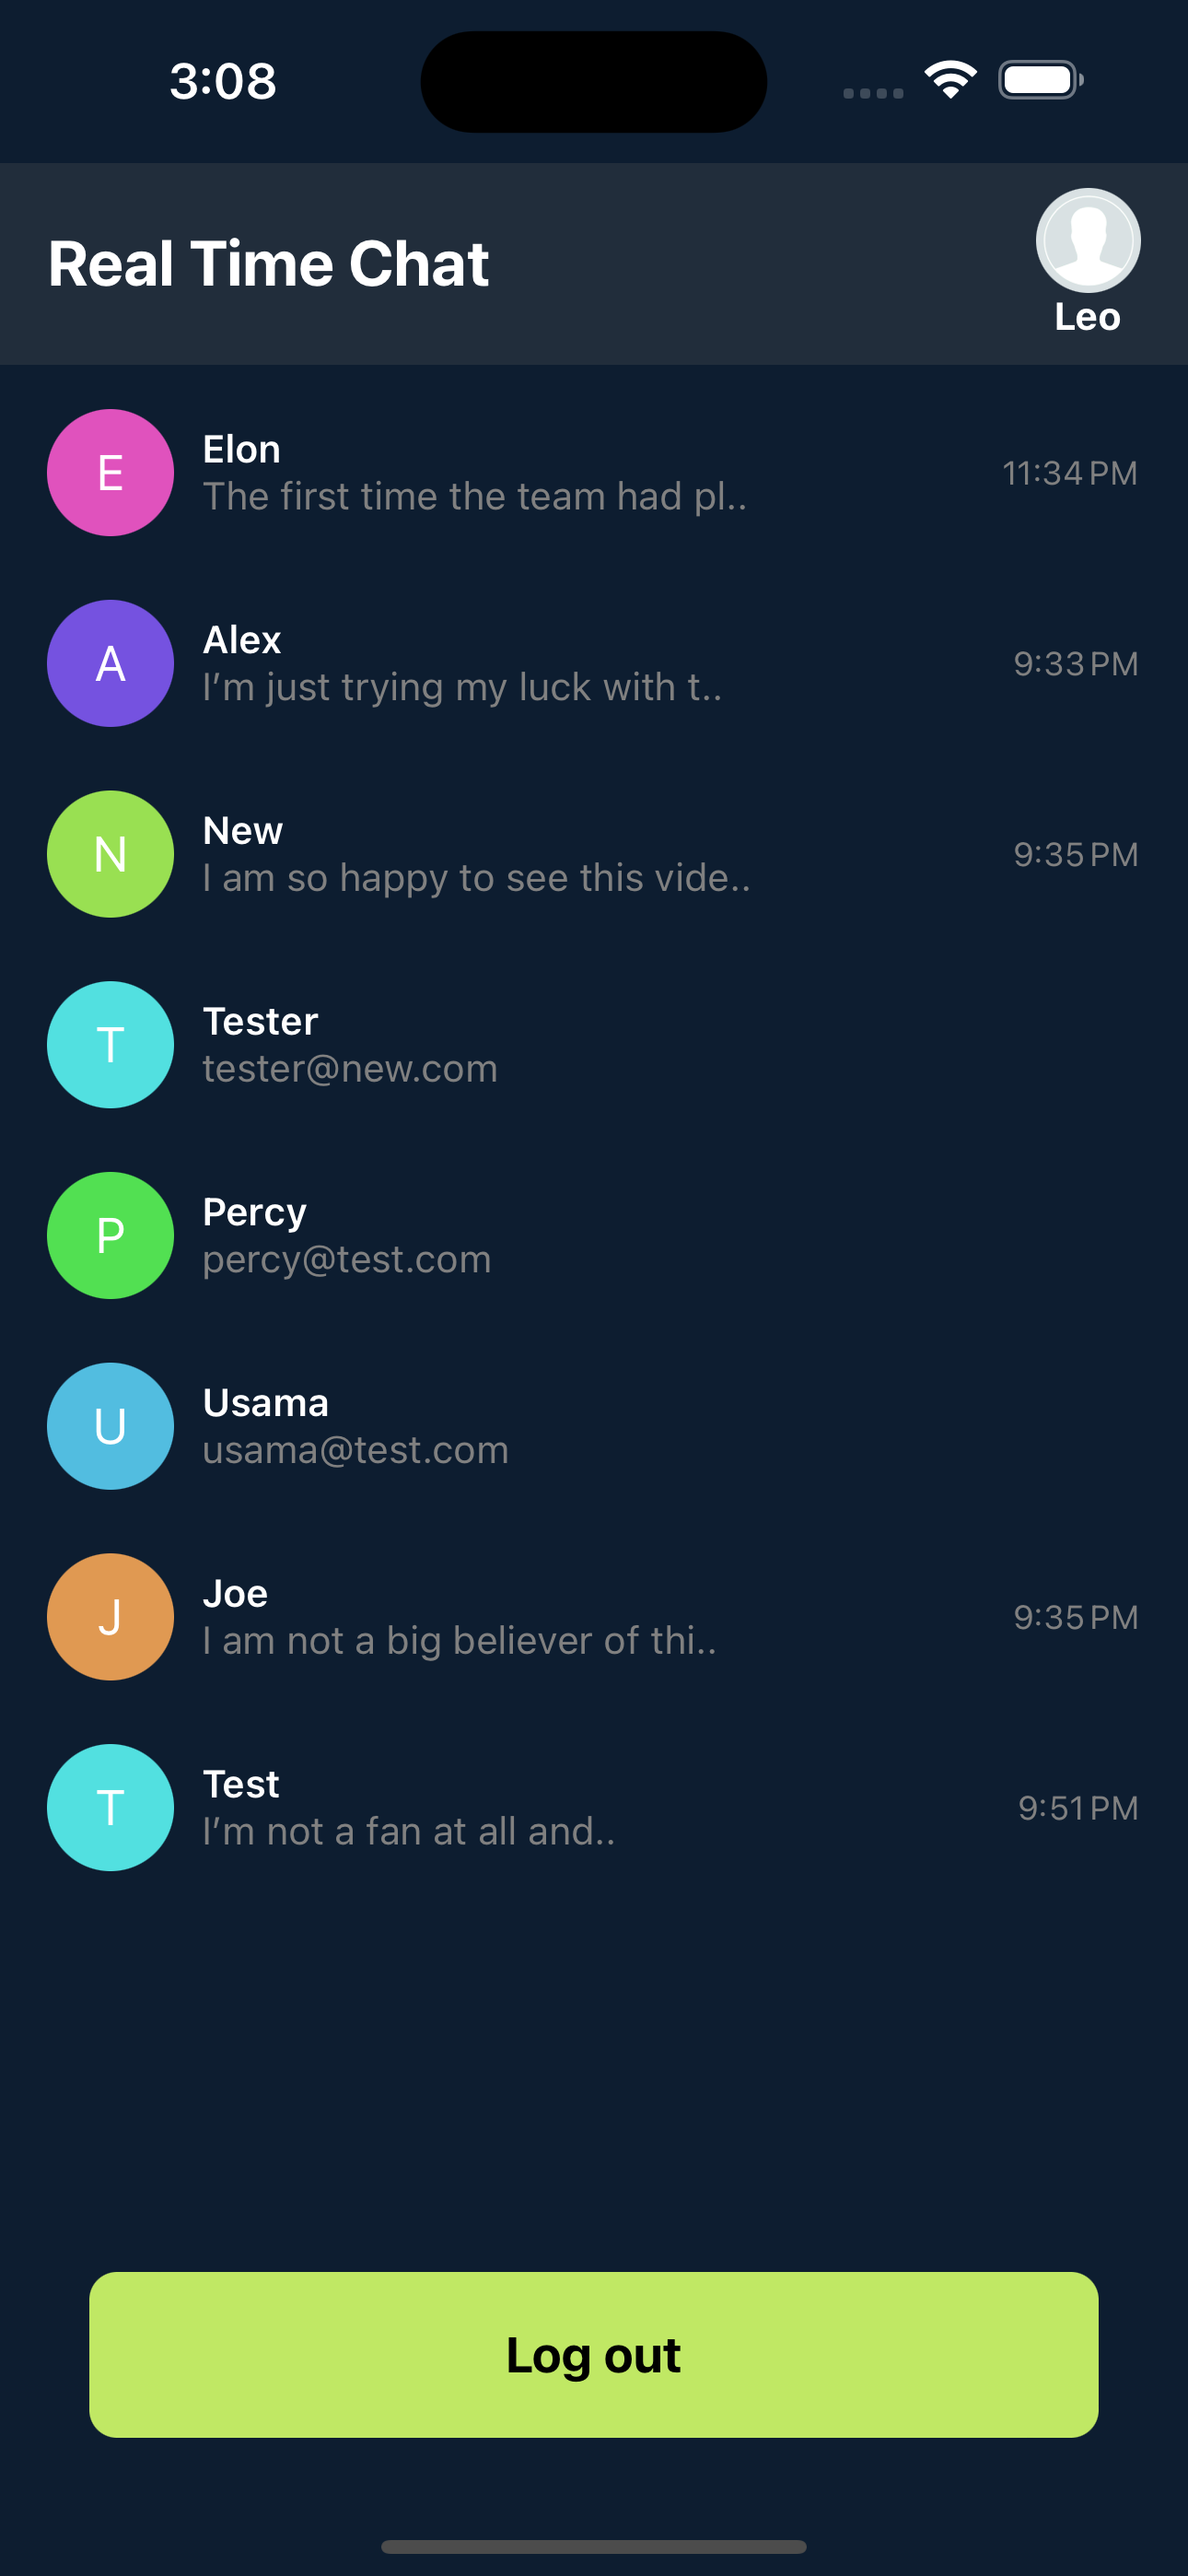 3:08
Real Time Chat
Leo
E
Elon
The first time the team had pl..
11:34 PM
A
Alex
I’m just trying my luck with t..
9:33 PM
N
New
I am so happy to see this vide..
9:35 PM
T
Tester
tester@new.com
P
Percy
percy@test.com
U
Usama
usama@test.com
J
Joe
I am not a big believer of thi..
9:35 PM
T
Test
I’m not a fan at all and..
9:51 PM
Log out